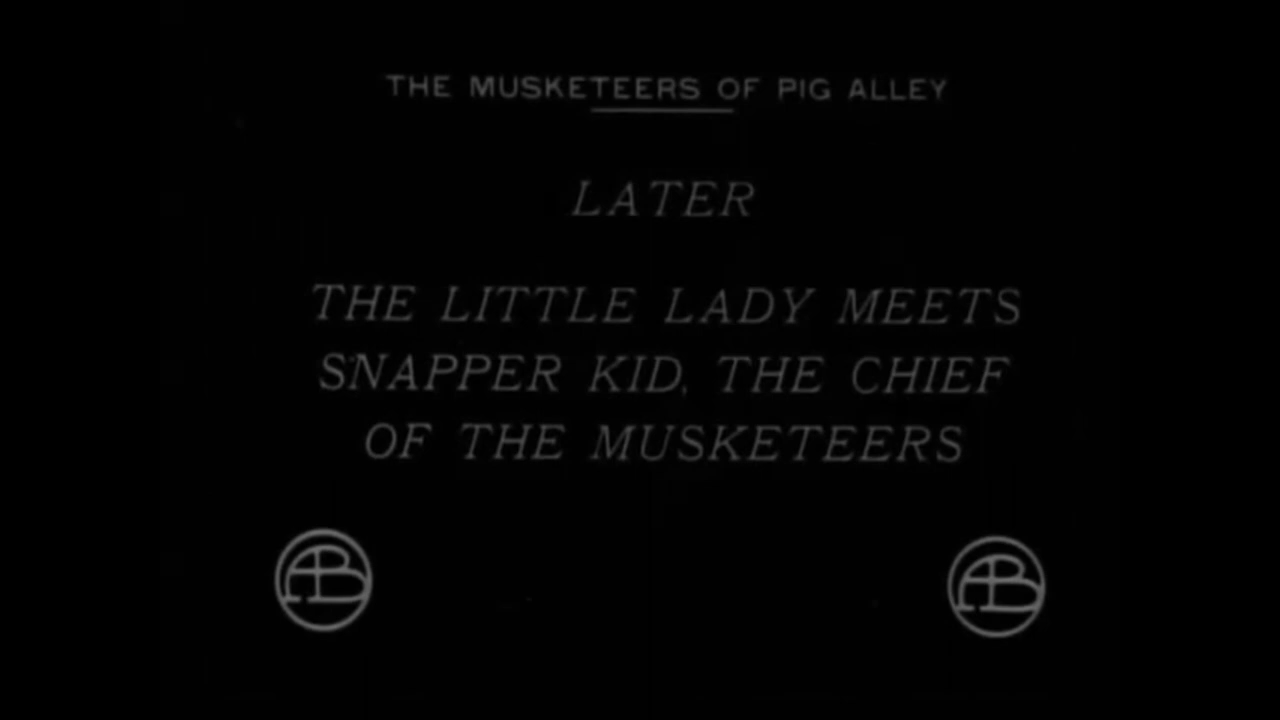 THE MUSKETEERS OF PIG ALLEY
LATER
THE LITTLE LADY MEETS
SNAPPER KID, THE CHIEF
OF THE MUSKETEERS
AB AB